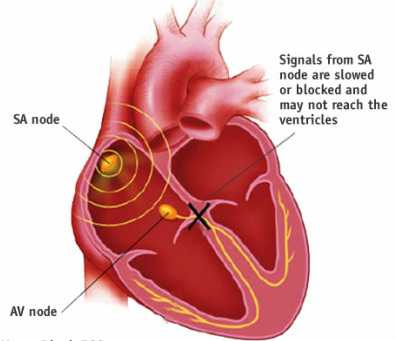 Signals from SA
node are slowed
or blocked and
may not reach the
ventricles
SA node
AV node